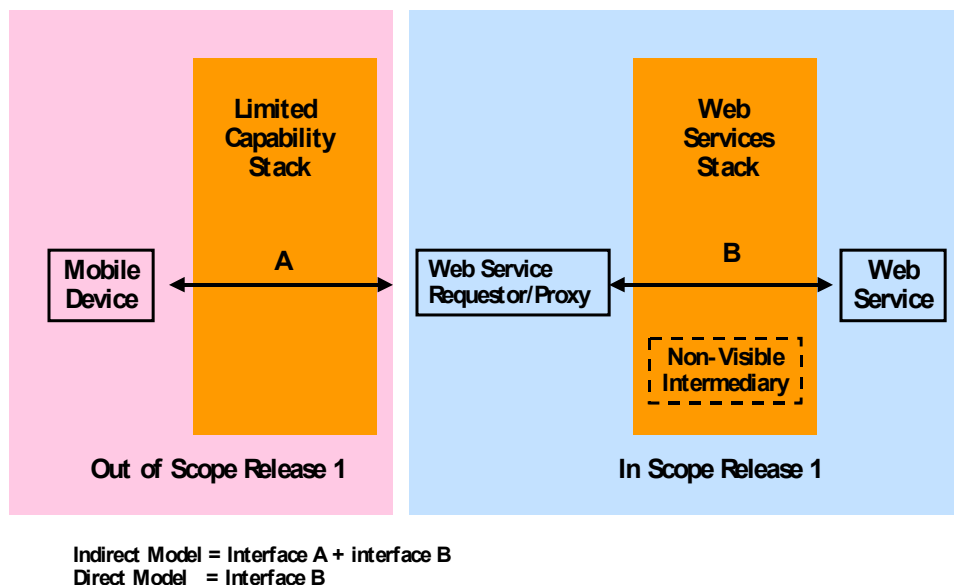 Limited
Capability
Stack
Web
Services
Stack
A
B
Mobile
Device
Web Service
Requestor/Proxy
Web
Service
Non-Visible
Intermediary
Out of Scope Release 1
In Scope Release 1
Indirect Model = Interface A + interface B
Direct Model = Interface B